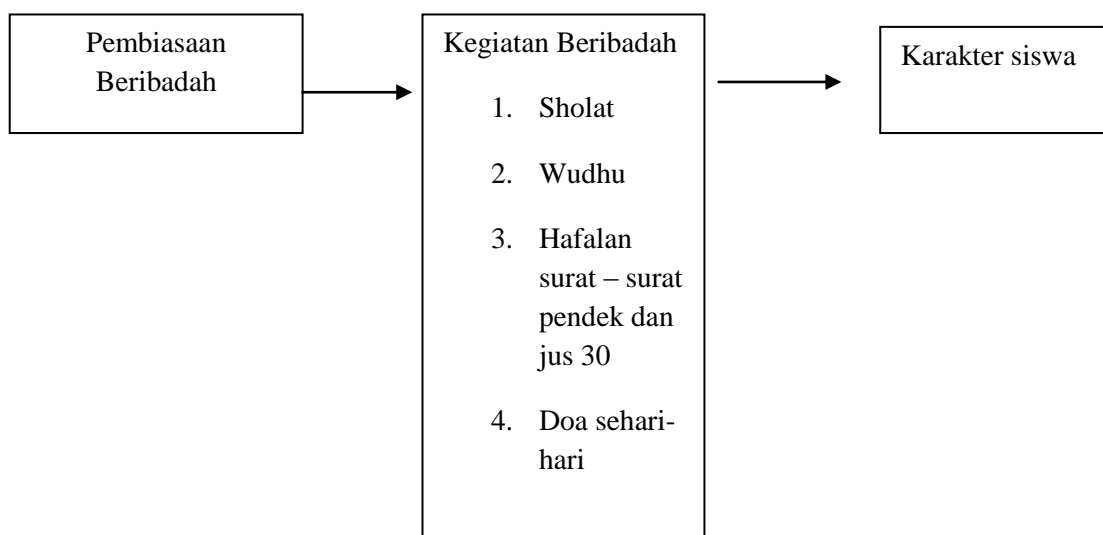 Pembiasaan
Beribadah
Kegiatan Beribadah
1. Sholat
2. Wudhu
3. Hafalan
surat – surat
pendek dan
jus 30
4. Doa sehari-
hari
Karakter siswa